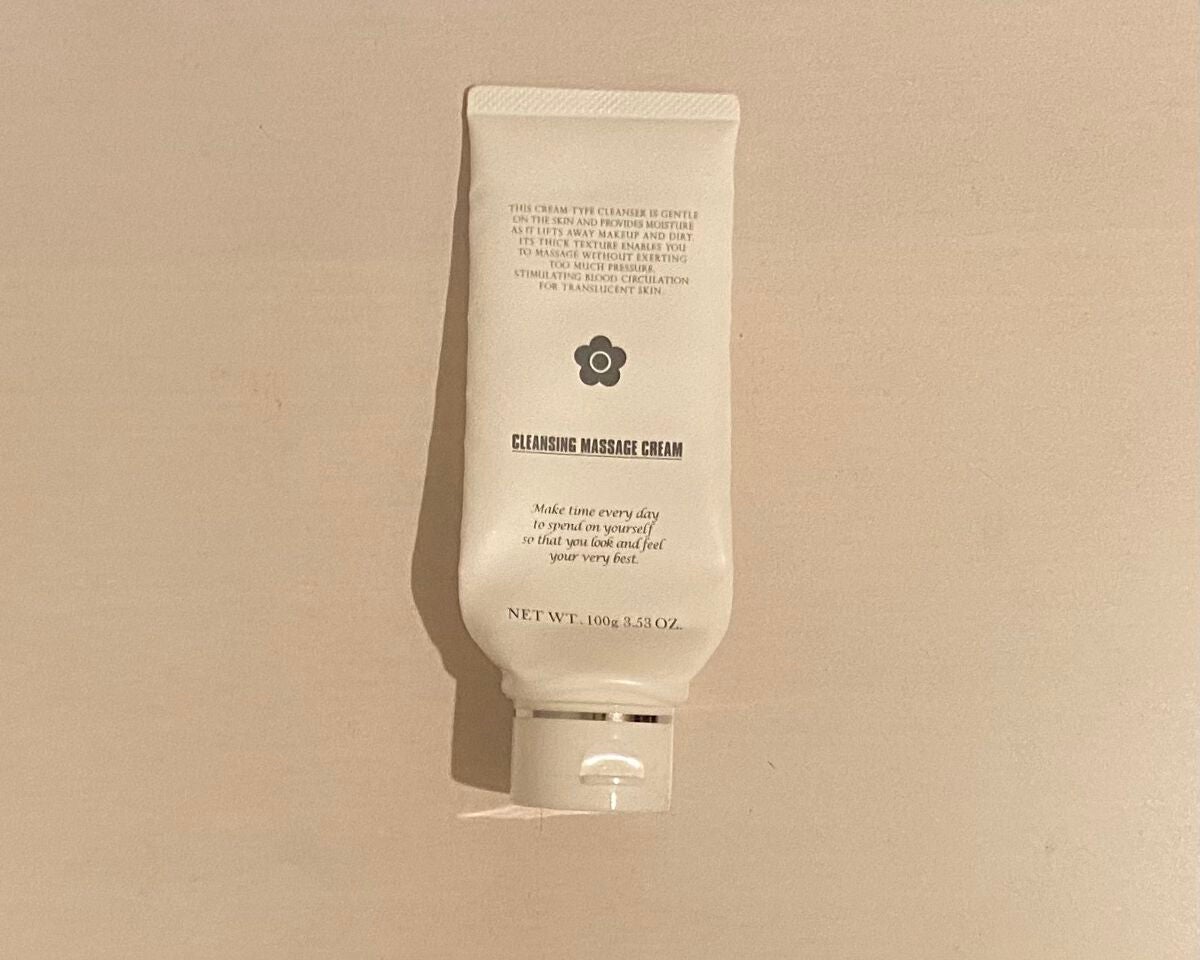 THIS CREAM-TYPE CLEANSER IS GENTLE
ON THE SKIN AND PROVIDES MOISTURE
AS IT LIFTS AWAY MAKEUP AND DIRT.
ITS THICK TEXTURE ENABLES YOU
TO MASSAGE WITHOUT EXERTING
TOO MUCH PRESSURE,
STIMULATING BLOOD CIRCULATION
FOR TRANSLUCENT SKIN.
CLEANSING MASSAGE CREAM
Make time every day
to spend on yourself
so that you look and feel
your very best.
NET WT. 100g 3.53 OZ.